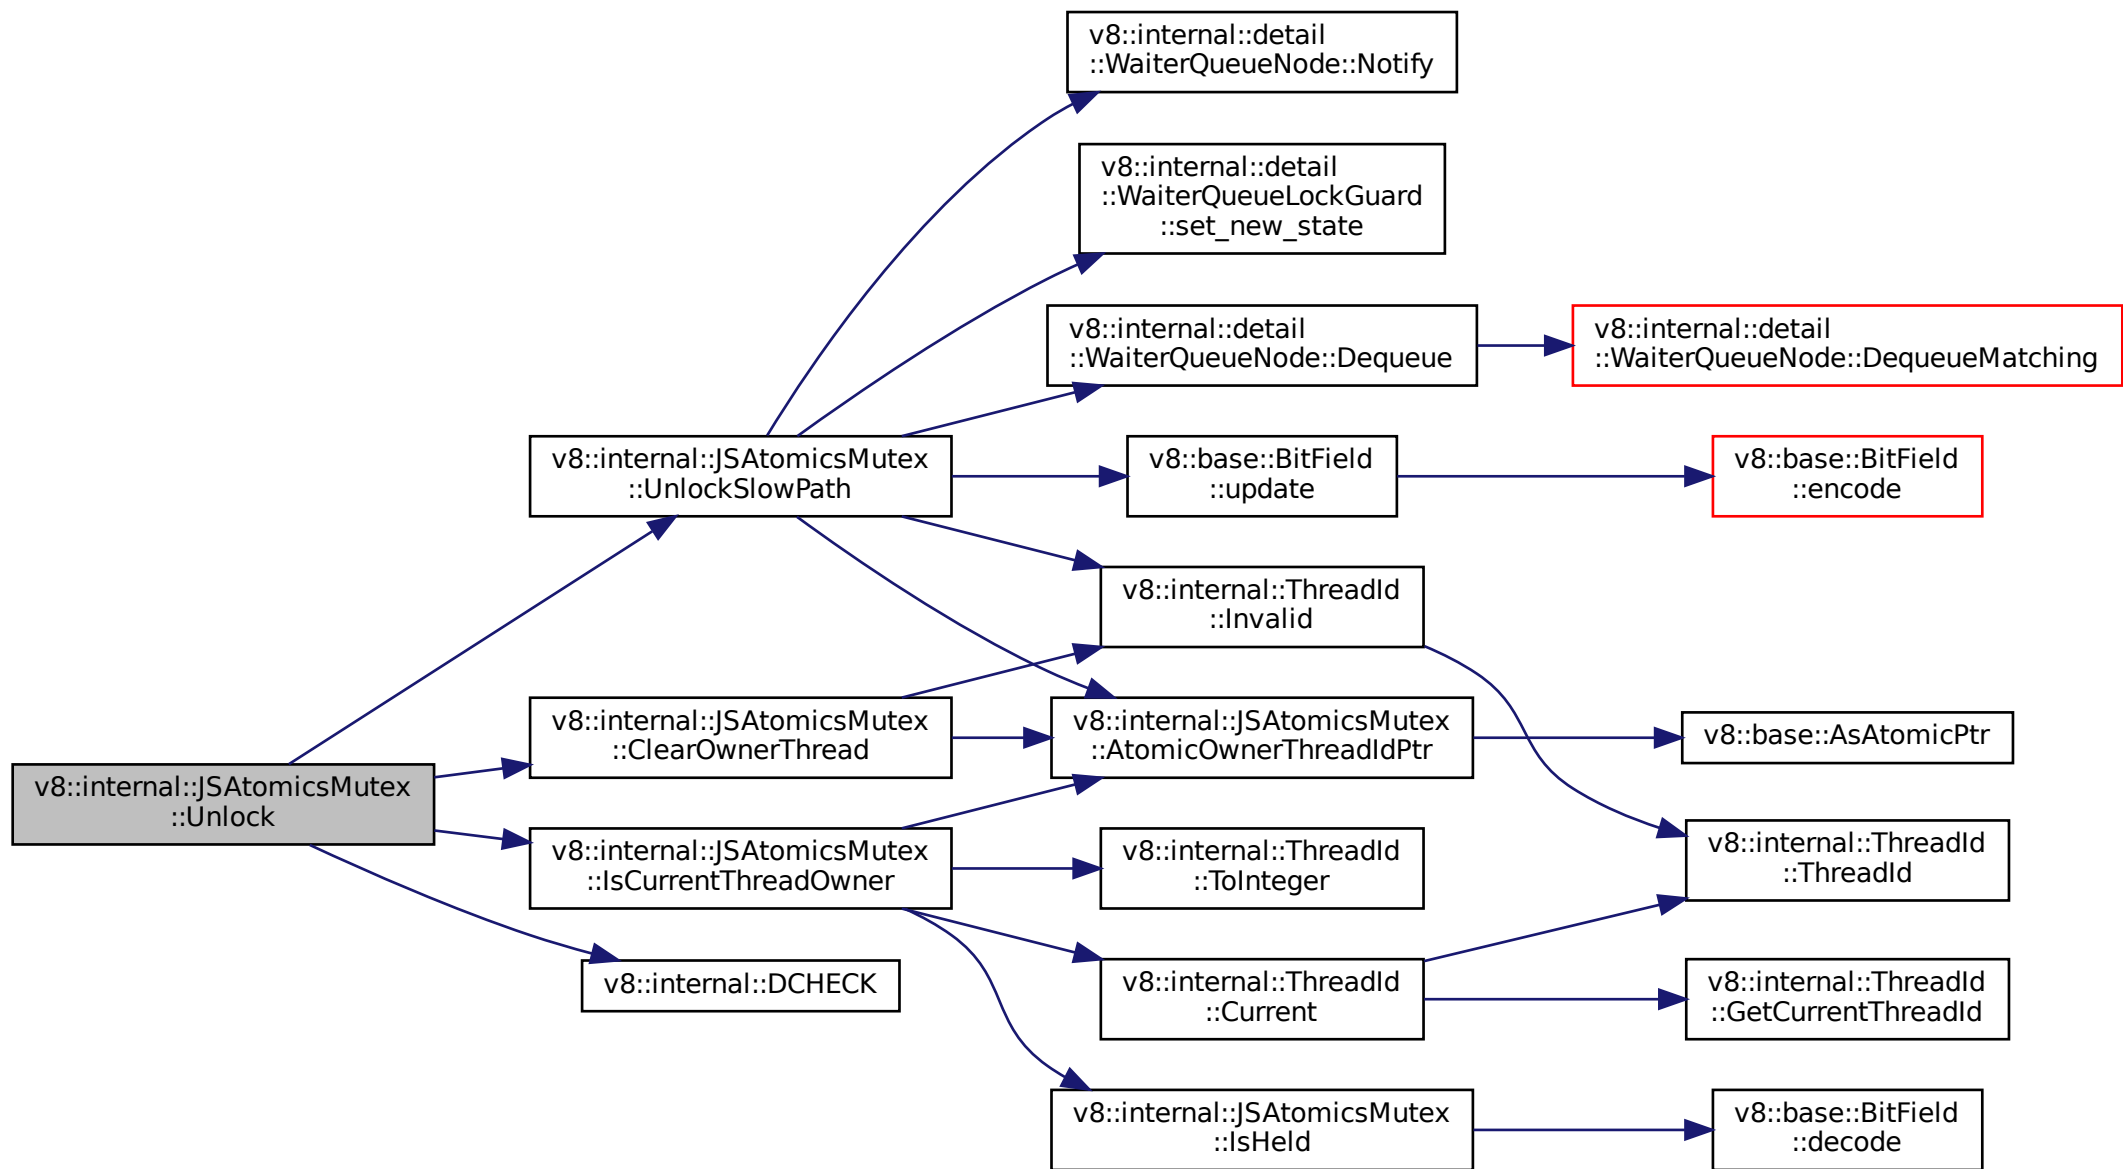 v8::internal::detail
::WaiterQueueNode::Notify
v8::internal::detail
::WaiterQueueLockGuard
::set_new_state
v8::internal::detail
::WaiterQueueNode::Dequeue
v8::internal::detail
::WaiterQueueNode::DequeueMatching
v8::internal::JSAtomicsMutex
::UnlockSlowPath
v8::base::BitField
::update
v8::base::BitField
::encode
v8::internal::ThreadId
::Invalid
v8::internal::JSAtomicsMutex
::ClearOwnerThread
v8::internal::JSAtomicsMutex
::AtomicOwnerThreadIdPtr
v8::base::AsAtomicPtr
v8::internal::JSAtomicsMutex
::Unlock
v8::internal::JSAtomicsMutex
::IsCurrentThreadOwner
v8::internal::ThreadId
::ToInteger
v8::internal::ThreadId
::ThreadId
v8::internal::DCHECK
v8::internal::ThreadId
::Current
v8::internal::ThreadId
::GetCurrentThreadId
v8::internal::JSAtomicsMutex
::IsHeld
v8::base::BitField
::decode